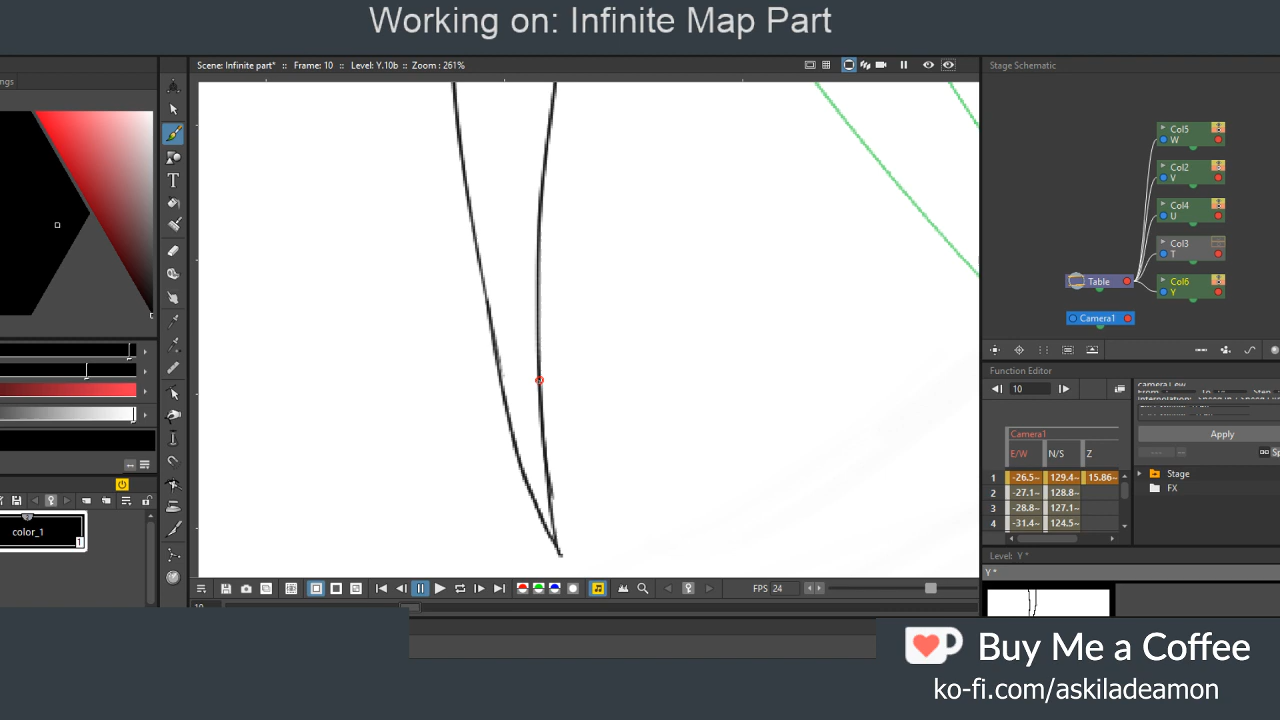 Working on: Infinite Map Part
Scene: Infinite part* :: Frame: 10 :: Level: Y.10b :: Zoom : 261%
Stage Schematic
ngs
Col5
W
Col2
V
Col4
U
Col3
T
Table
Col6
Y
Camera1
Function Editor
10
Camera1
E/W N/S Z
Apply
1 -26.5~ 129.4~ 15.86~
2 -27.1~ 128.8~
3 -28.8~ 127.1~
4 -31.4~ 124.5~
Stage
FX
color_1
1
Level: Y *
Y *
FPS 24
Buy Me a Coffee
ko-fi.com/askiladeamon